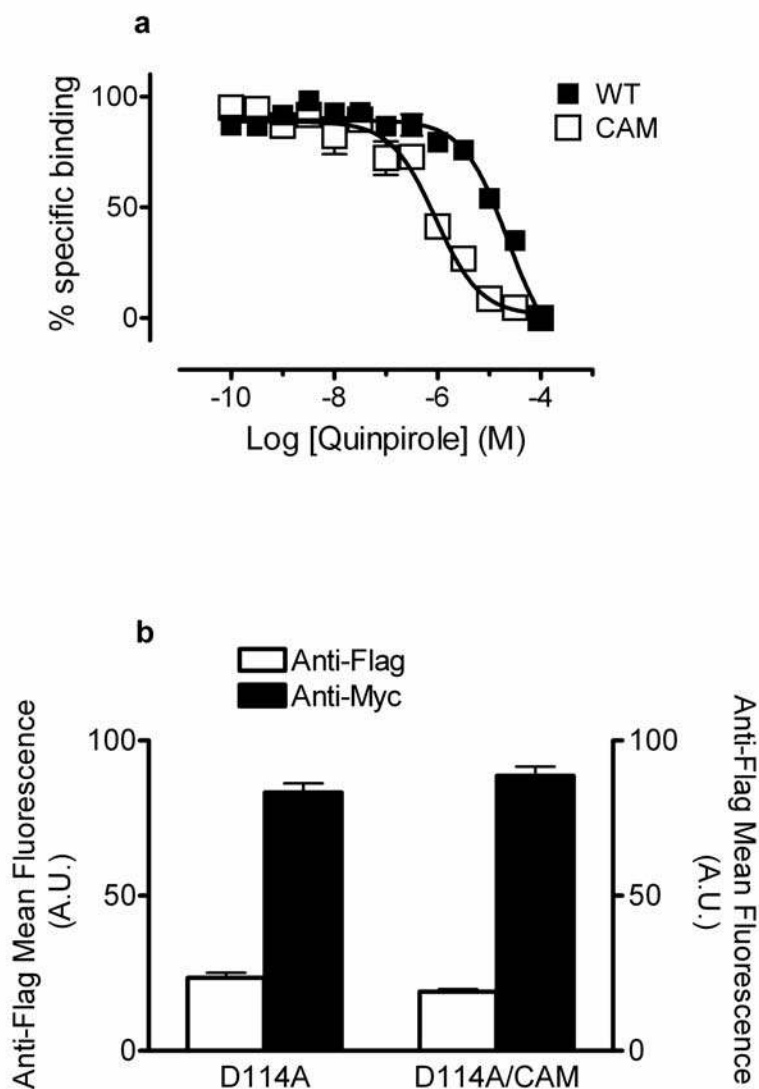 a
100
50
0
% specific binding
WT
CAM
-10 -8 -6 -4
Log [Quinpirole] (M)
b
Anti-Flag
Anti-Myc
Anti-Flag Mean Fluorescence
(A.U.)
100
50
0
100
50
0
Anti-Flag Mean Fluorescence
(A.U.)
D114A D114A/CAM